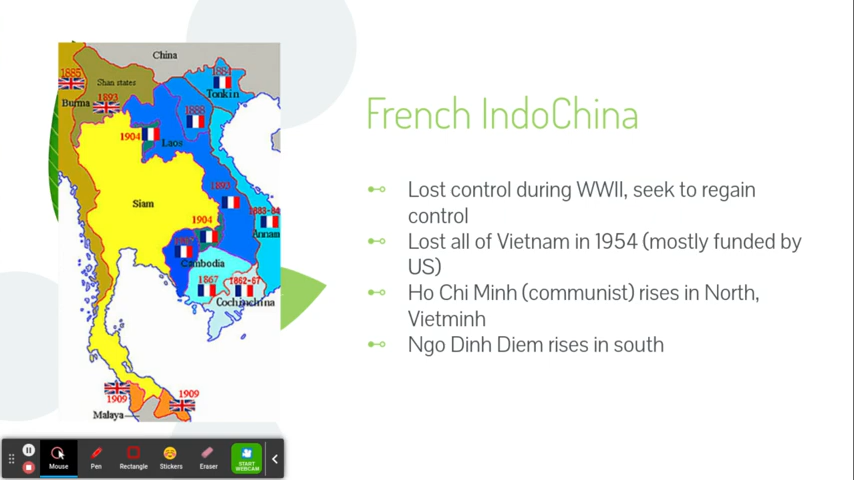 China
1885
1884
Shan states
Tonkin
1893
Burma
1888
1904
Laos
1893
Siam
1904
1883-84
Annam
Cambodia
1867
1862-67
Cochinchina
1909
1909
Malaya
French IndoChina
Lost control during WWII, seek to regain
control
Lost all of Vietnam in 1954 (mostly funded by
US)
Ho Chi Minh (communist) rises in North,
Vietminh
Ngo Dinh Diem rises in south
Mouse
Pen
Rectangle
Stickers
Eraser
START
WEBCAM